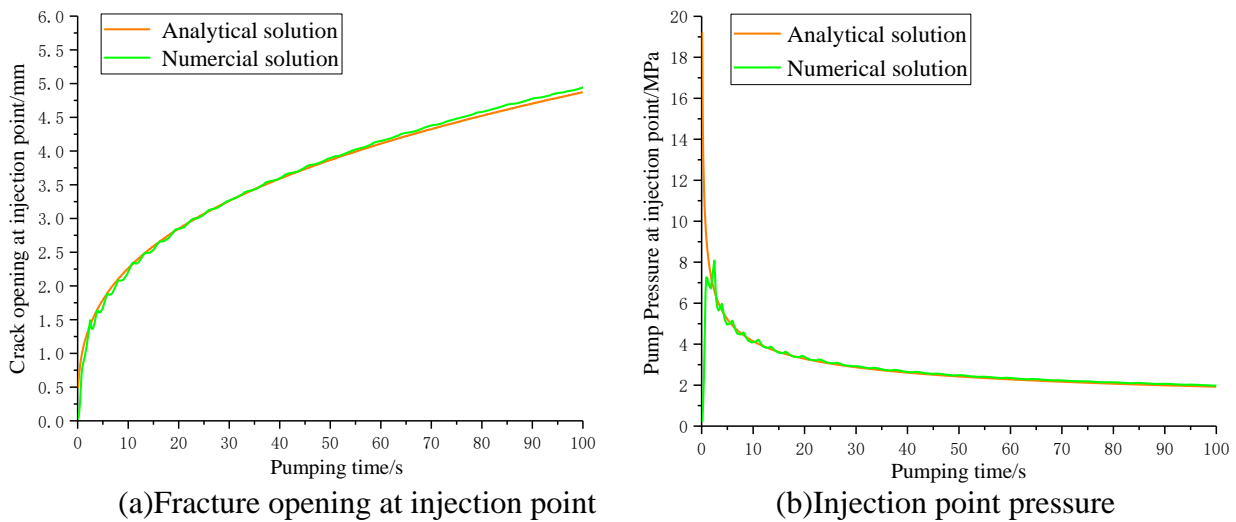 Analytical solution
Numercial solution
Crack opening at injection point/mm
6.0
5.5
5.0
4.5
4.0
3.5
3.0
2.5
2.0
1.5
1.0
0.5
0.0
0 10 20 30 40 50 60 70 80 90 100
Pumping time/s
(a)Fracture opening at injection point
Analytical solution
Numerical solution
Pump Pressure at injection point/MPa
20
18
16
14
12
10
8
6
4
2
0
0 10 20 30 40 50 60 70 80 90 100
Pumping time/s
(b)Injection point pressure